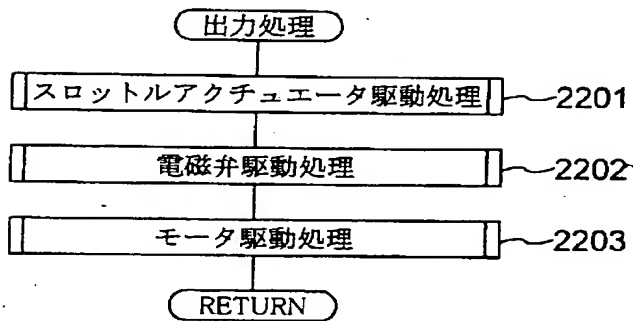 出力処理
スロットルアクチュエータ駆動処理 2201
電磁弁駆動処理 2202
モータ駆動処理 2203
RETURN